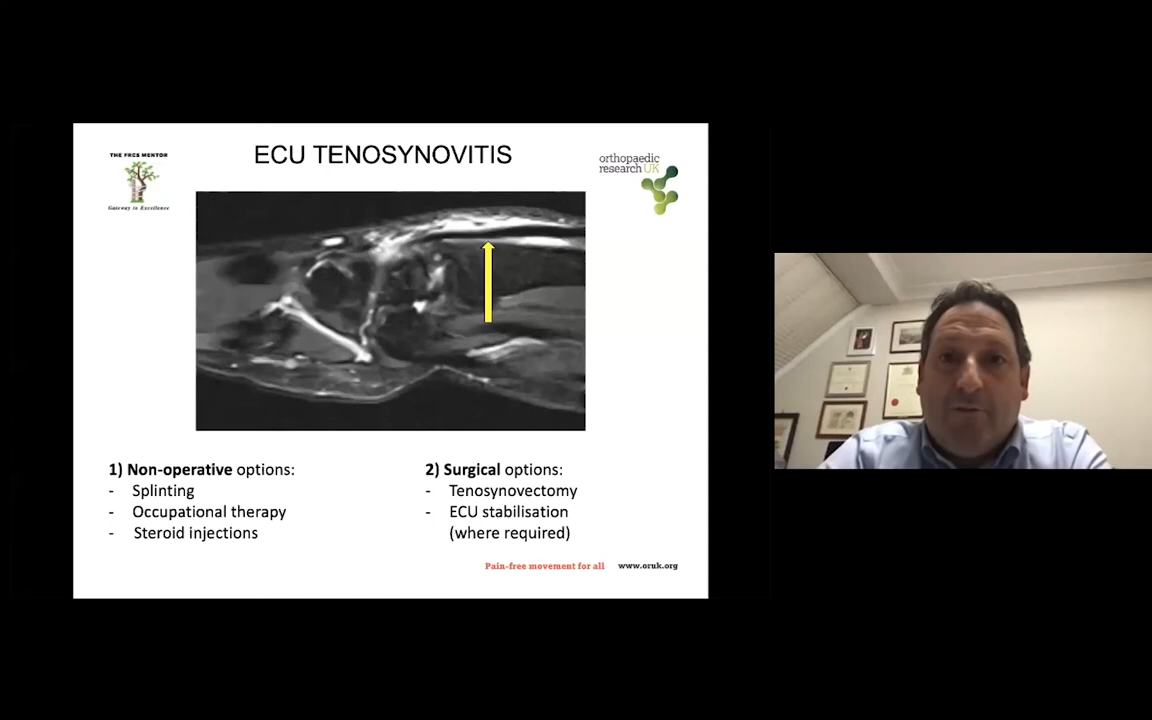 THE FRCS MENTOR
Gateway to Excellence
ECU TENOSYNOVITIS
orthopaedic
research UK
1) Non-operative options:
- Splinting
- Occupational therapy
- Steroid injections
2) Surgical options:
- Tenosynovectomy
- ECU stabilisation
(where required)
Pain-free movement for all www.oruk.org